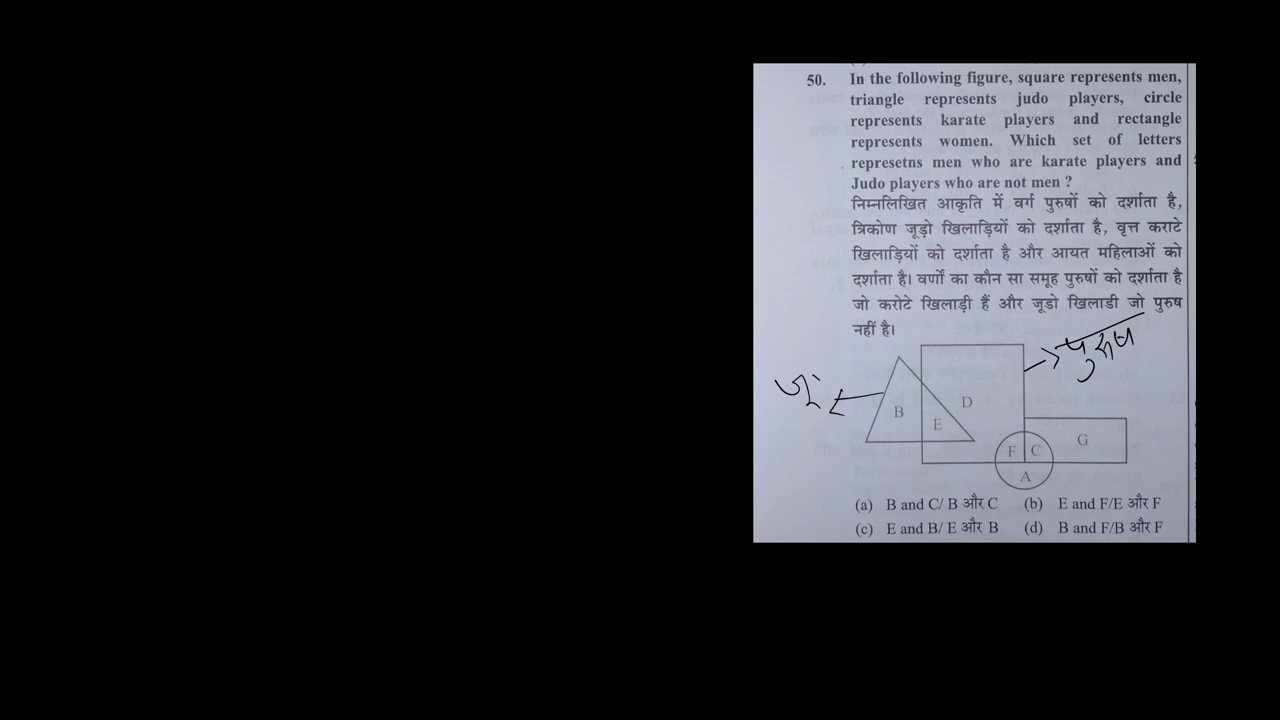 50. In the following figure, square represents men,
triangle represents judo players, circle
represents karate players and rectangle
represents women. Which set of letters
represetns men who are karate players and
Judo players who are not men ?
निम्नलिखित आकृति में वर्ग पुरुषों को दर्शाता है,
त्रिकोण जूड़ो खिलाड़ियों को दर्शाता है, वृत्त कराटे
खिलाड़ियों को दर्शाता है और आयत महिलाओं को
दर्शाता है। वर्णों का कौन सा समूह पुरुषों को दर्शाता है
जो करोटे खिलाड़ी हैं और जूडो खिलाडी जो पुरुष
नहीं है।
पुरुष
B E D
F C G
A
(a) B and C/ B और C (b) E and F/E और F
(c) E and B/ E और B (d) B and F/B और F